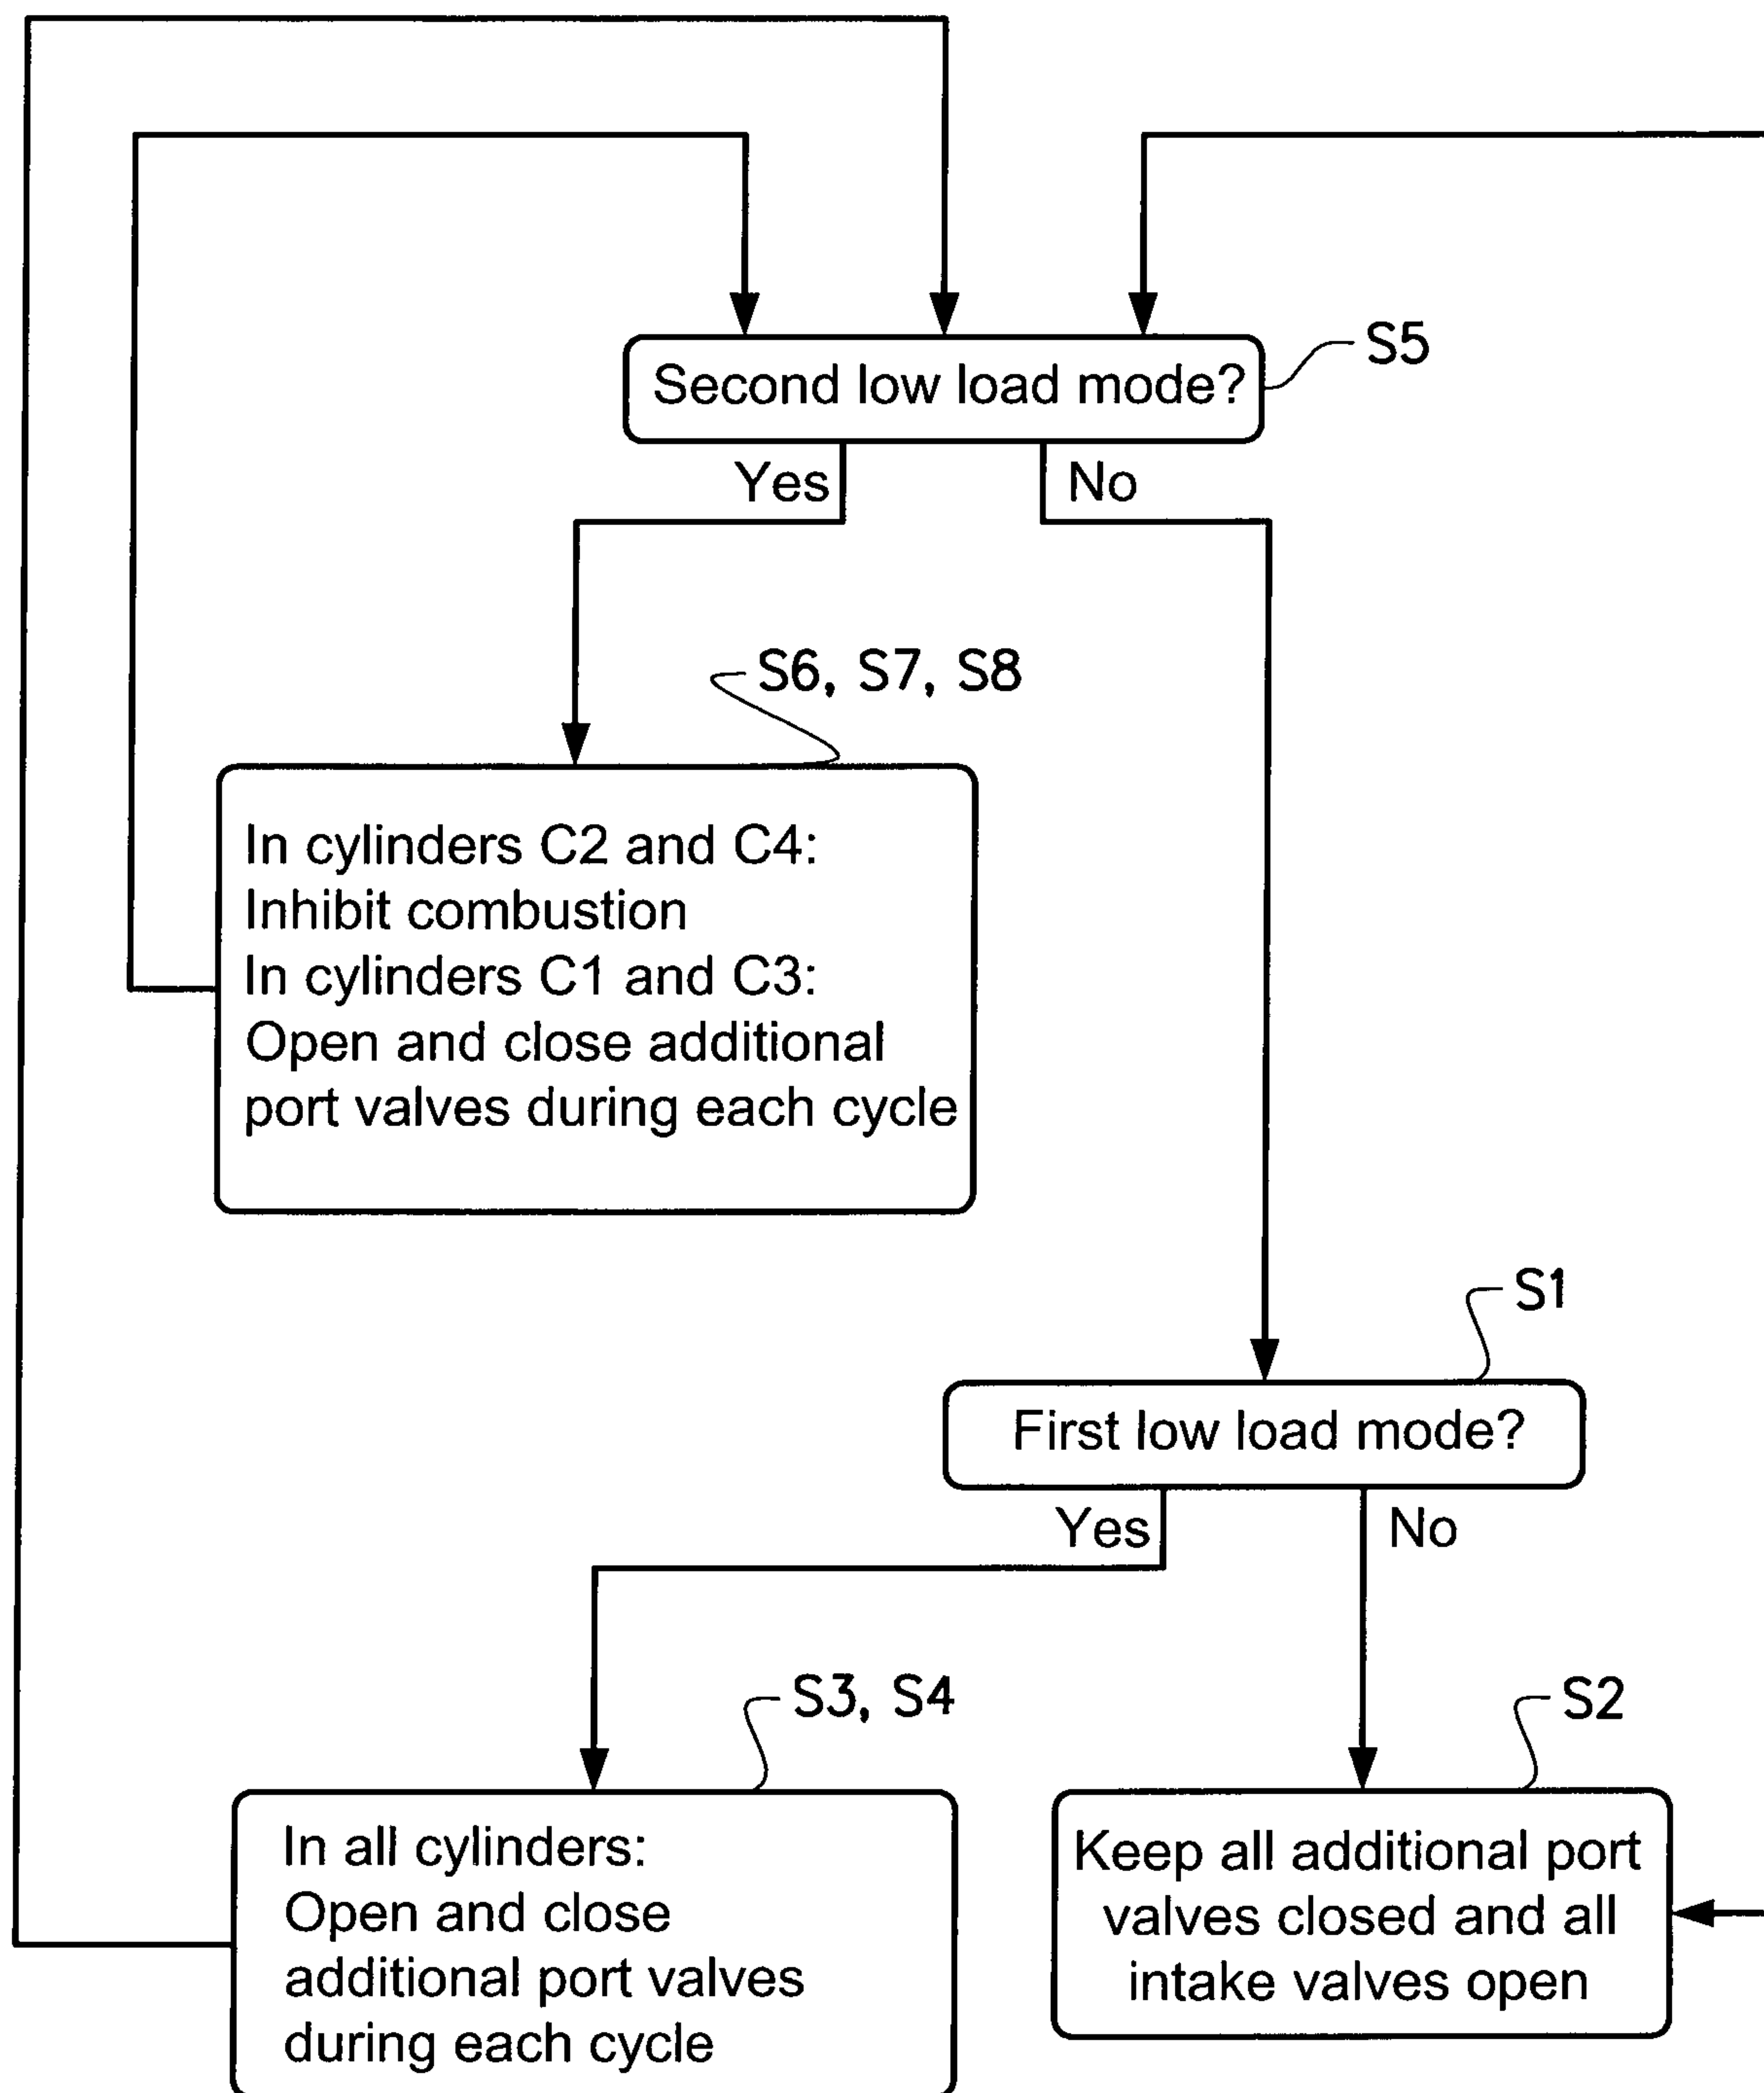 Second low load mode?
S5
Yes
No
S6, S7, S8
In cylinders C2 and C4:
Inhibit combustion
In cylinders C1 and C3:
Open and close additional
port valves during each cycle
S1
First low load mode?
Yes
No
S3, S4
In all cylinders:
Open and close
additional port valves
during each cycle
S2
Keep all additional port
valves closed and all
intake valves open